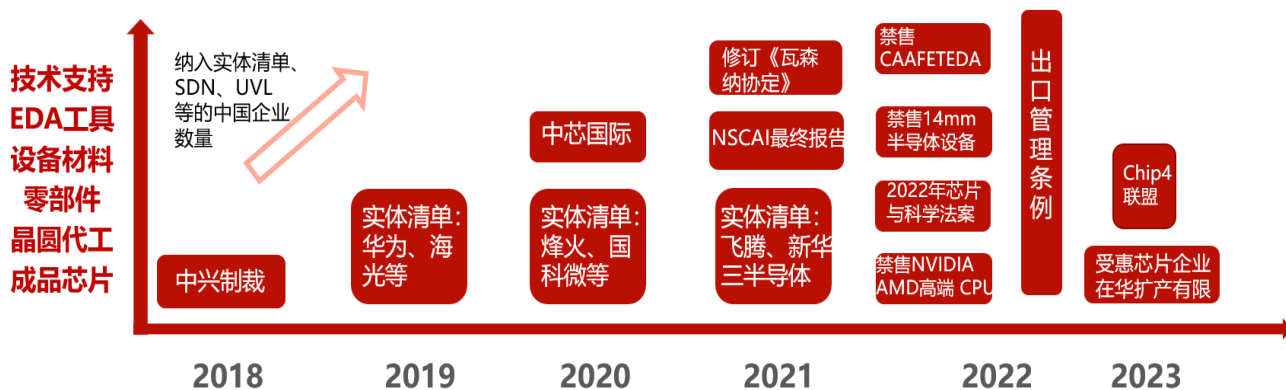 技术支持
EDA工具
设备材料
零部件
晶圆代工
成品芯片
纳入实体清单、
SDN、UVL
等的中国企业
数量
中兴制裁
实体清单：
华为、海
光等
中芯国际
实体清单：
烽火、国
科微等
修订《瓦森
纳协定》
NSCAI最终报告
实体清单：
飞腾、新华
三半导体
禁售
CAAFETEDA
禁售14mm
半导体设备
2022年芯片
与科学法案
禁售NVIDIA
AMD高端 CPU
出口管理条例
Chip4
联盟
受惠芯片企业
在华扩产有限
2018
2019
2020
2021
2022
2023